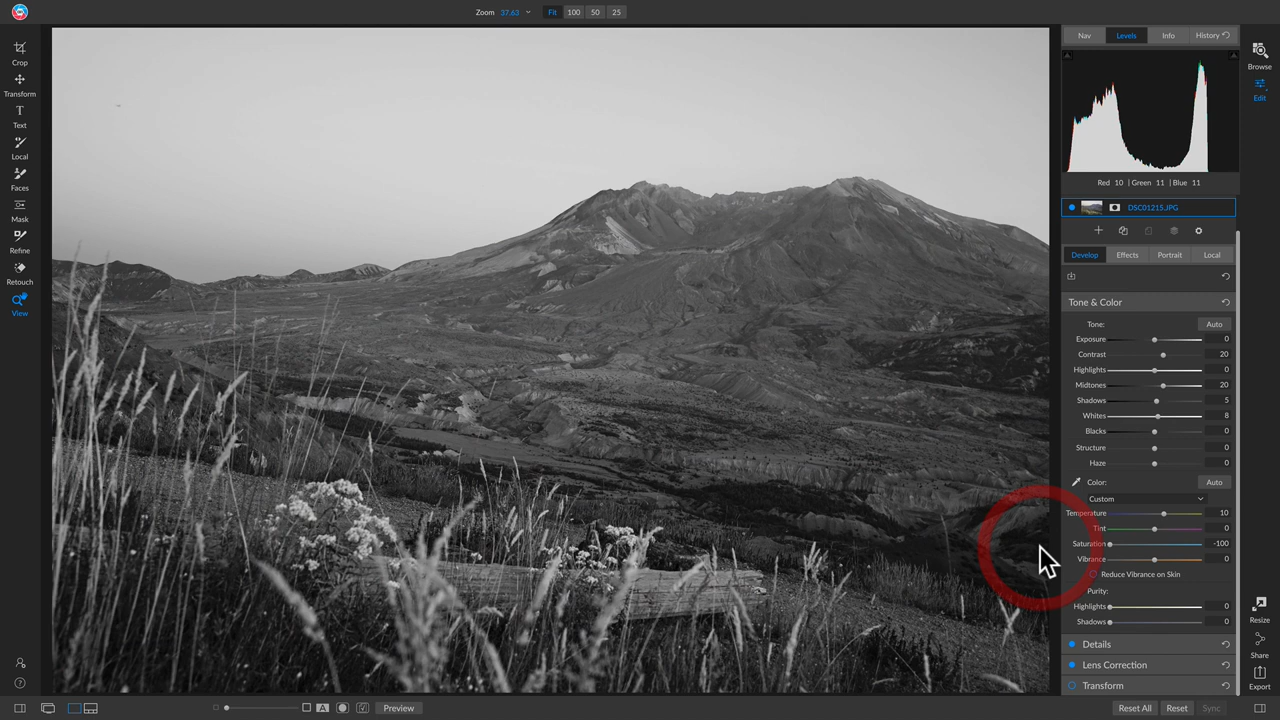 Zoom 37.63 Fit 100 50 25
Crop
Transform
Text
Local
Faces
Mask
Refine
Retouch
View
Nav Levels Info History
Red 10 | Green 11 | Blue 11
DSC01215.JPG
Develop Effects Portrait Local
Tone & Color
Tone: Auto
Exposure 0
Contrast 20
Highlights 0
Midtones 20
Shadows 5
Whites 8
Blacks 0
Structure 0
Haze 0
Color: Auto
Custom
Temperature 10
Tint 0
Saturation -100
Vibrance 0
Reduce Vibrance on Skin
Purity:
Highlights 0
Shadows 0
Details
Lens Correction
Transform
Browse
Edit
Resize
Share
Export
A Preview
Reset All Reset Sync